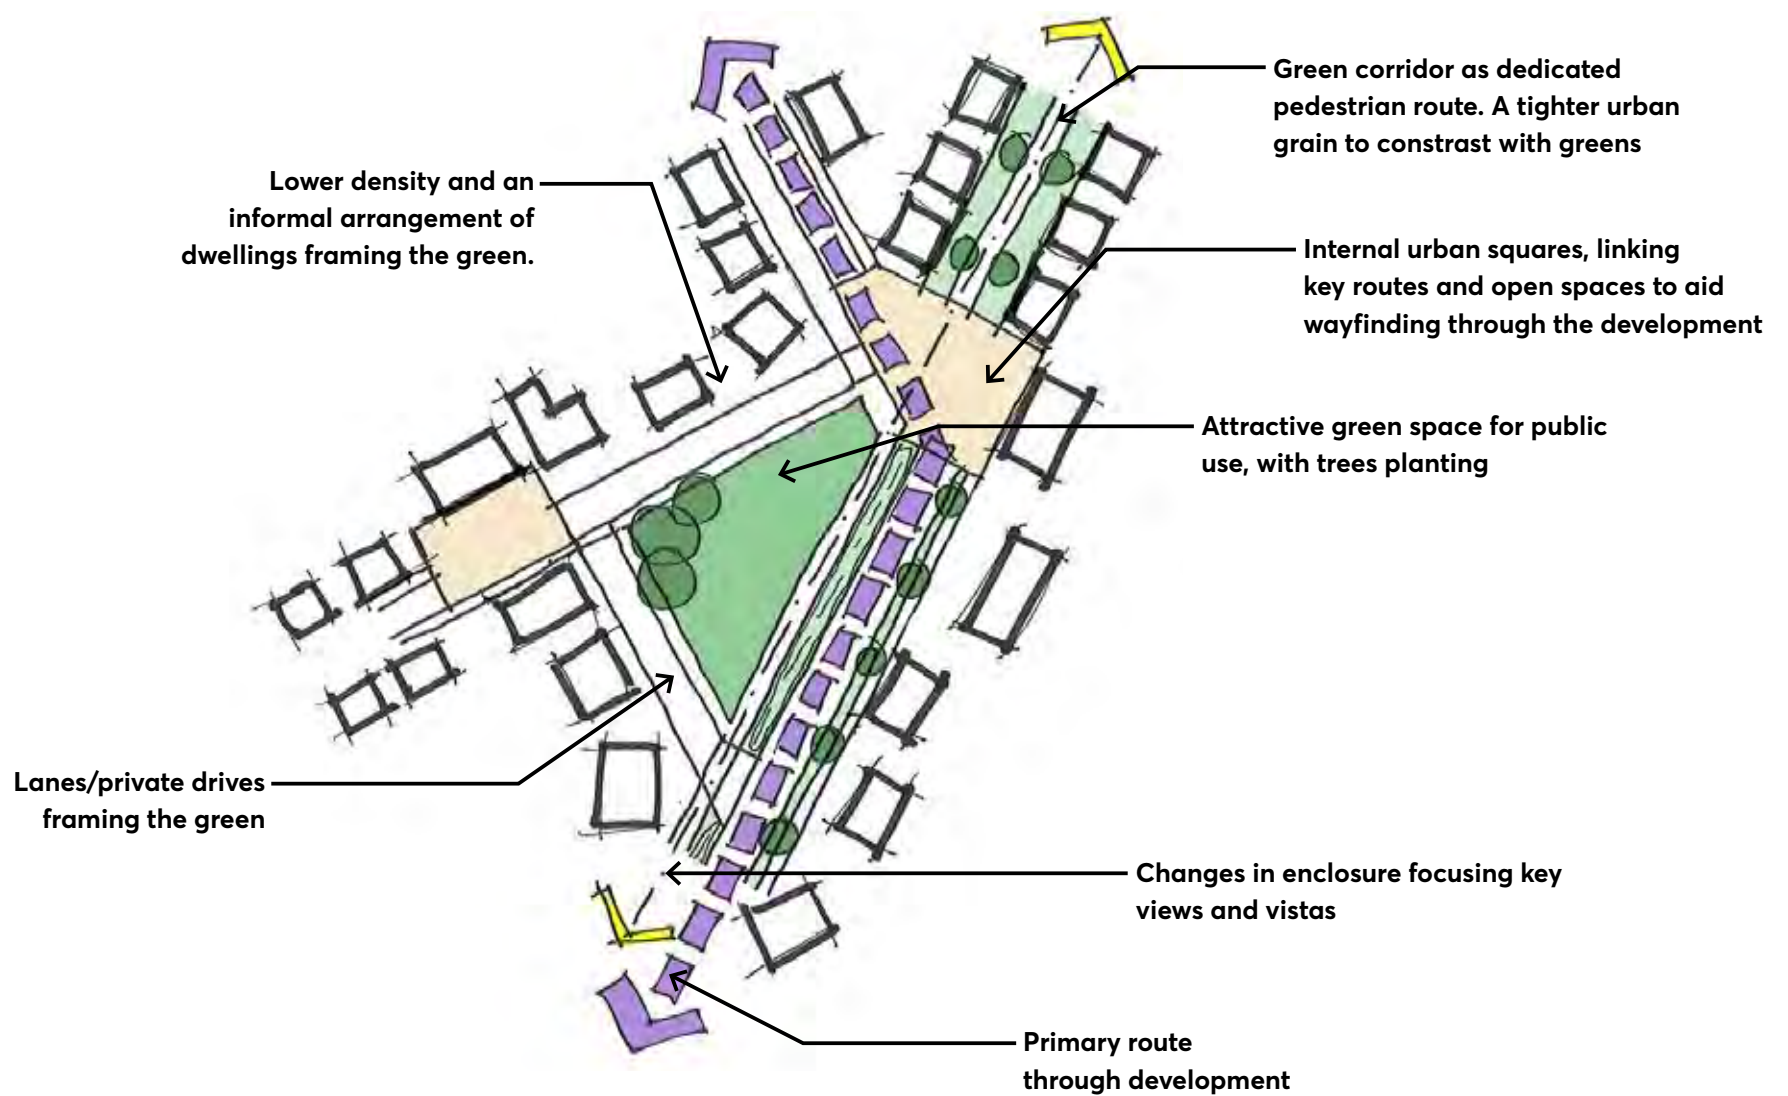 Green corridor as dedicated
pedestrian route. A tighter urban
grain to constrast with greens
Lower density and an
informal arrangement of
dwellings framing the green.
Internal urban squares, linking
key routes and open spaces to aid
wayfinding through the development
Attractive green space for public
use, with trees planting
Lanes/private drives
framing the green
Changes in enclosure focusing key
views and vistas
Primary route
through development